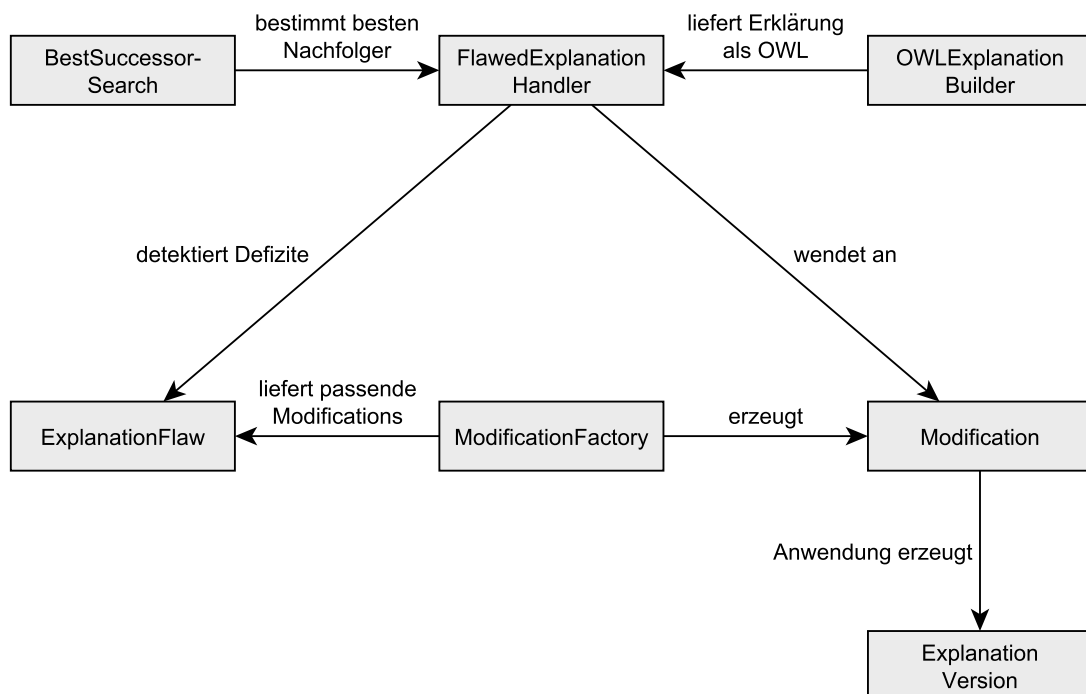 BestSuccessor-
Search
bestimmt besten
Nachfolger
FlawedExplanation
Handler
liefert Erklärung
als OWL
OWLExplanation
Builder
detektiert Defizite
wendet an
ExplanationFlaw
liefert passende
Modifications
ModificationFactory
erzeugt
Modification
Anwendung erzeugt
Explanation
Version